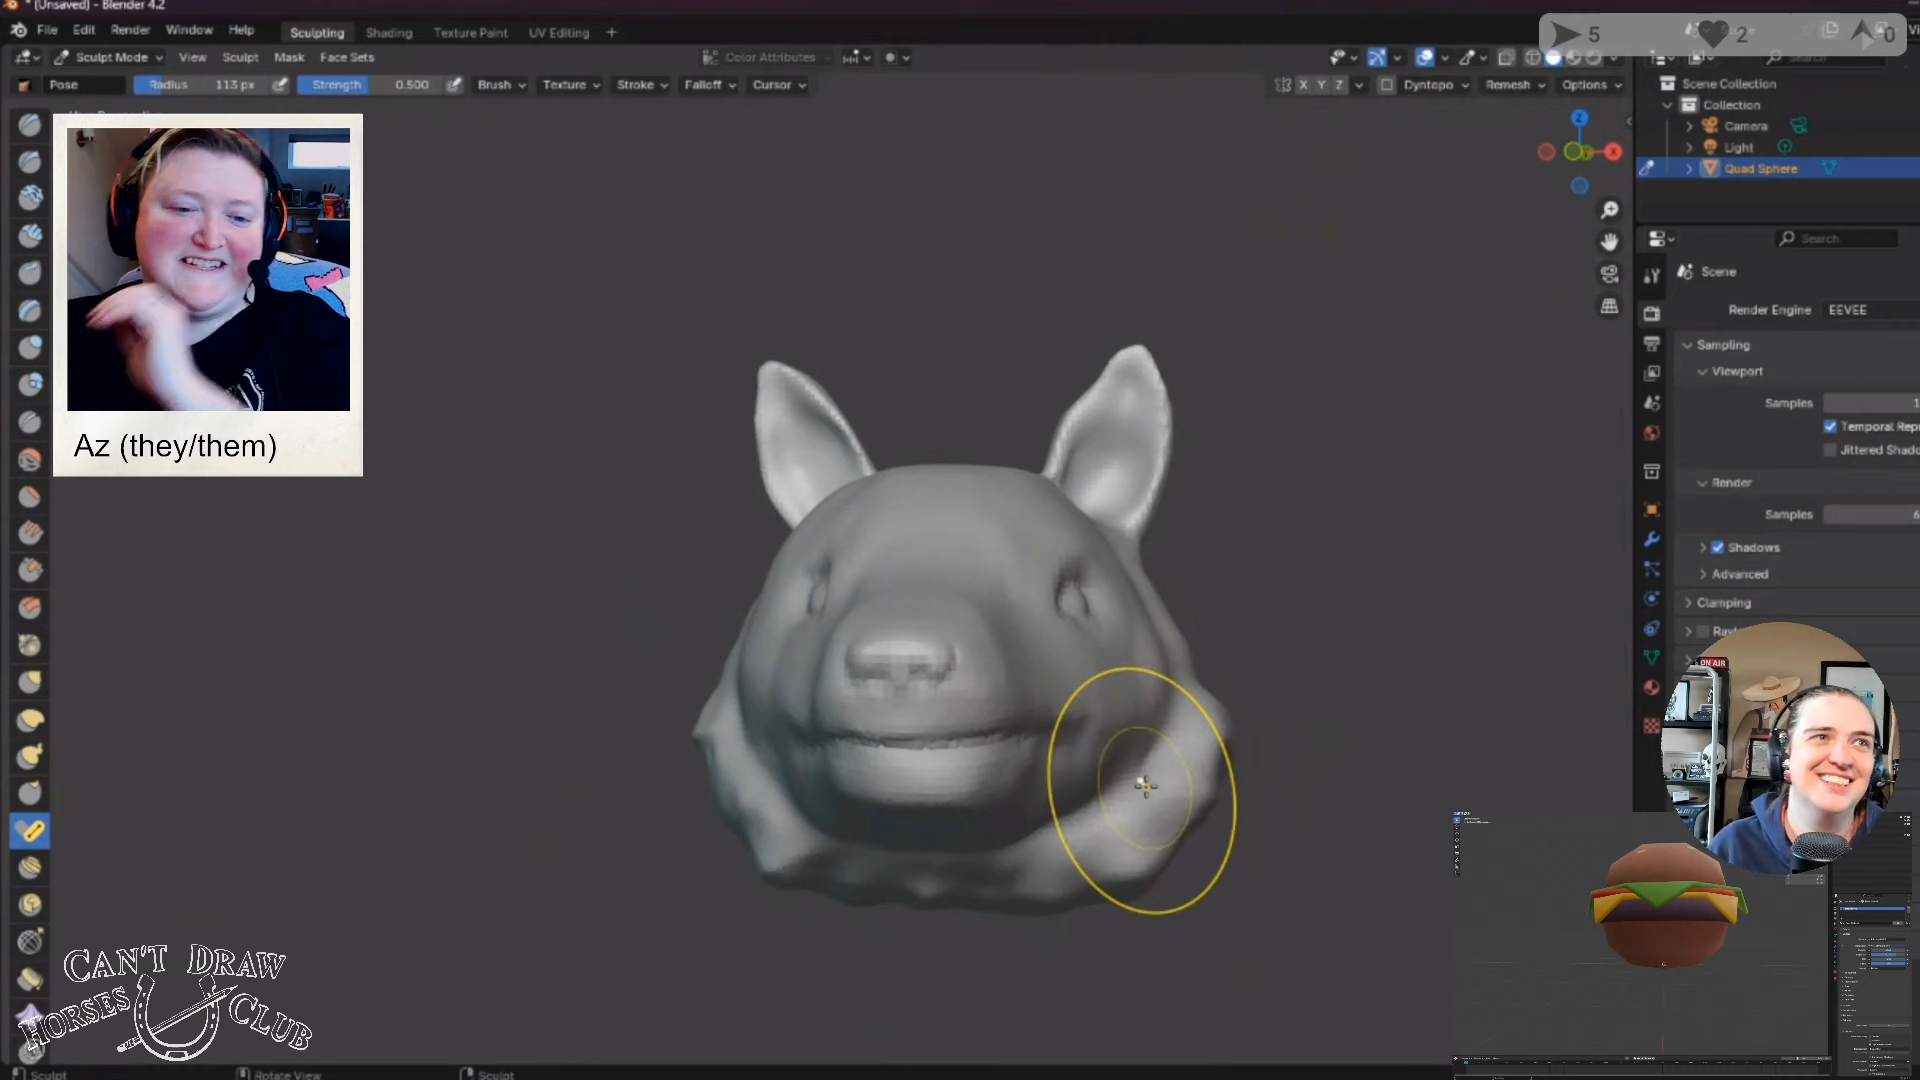 * (Unsaved) - Blender 4.2
File Edit Render Window Help Sculpting Shading Texture Paint UV Editing +
5 2 0
Sculpt Mode View Sculpt Mask Face Sets Color Attributes
Pose Radius 113 px Strength 0.500 Brush Texture Stroke Falloff Cursor X Y Z Dyntopo Remesh Options
Search
Scene Collection
Collection
Camera
Light
Quad Sphere
Z
X
Search
Scene
Render Engine EEVEE
Sampling
Viewport
Samples
Temporal Repr
Jittered Shado
Render
Samples
Shadows
Advanced
Clamping
Az (they/them)
ON AIR
CAN'T DRAW
HORSES CLUB
Sculpt Rotate View Sculpt